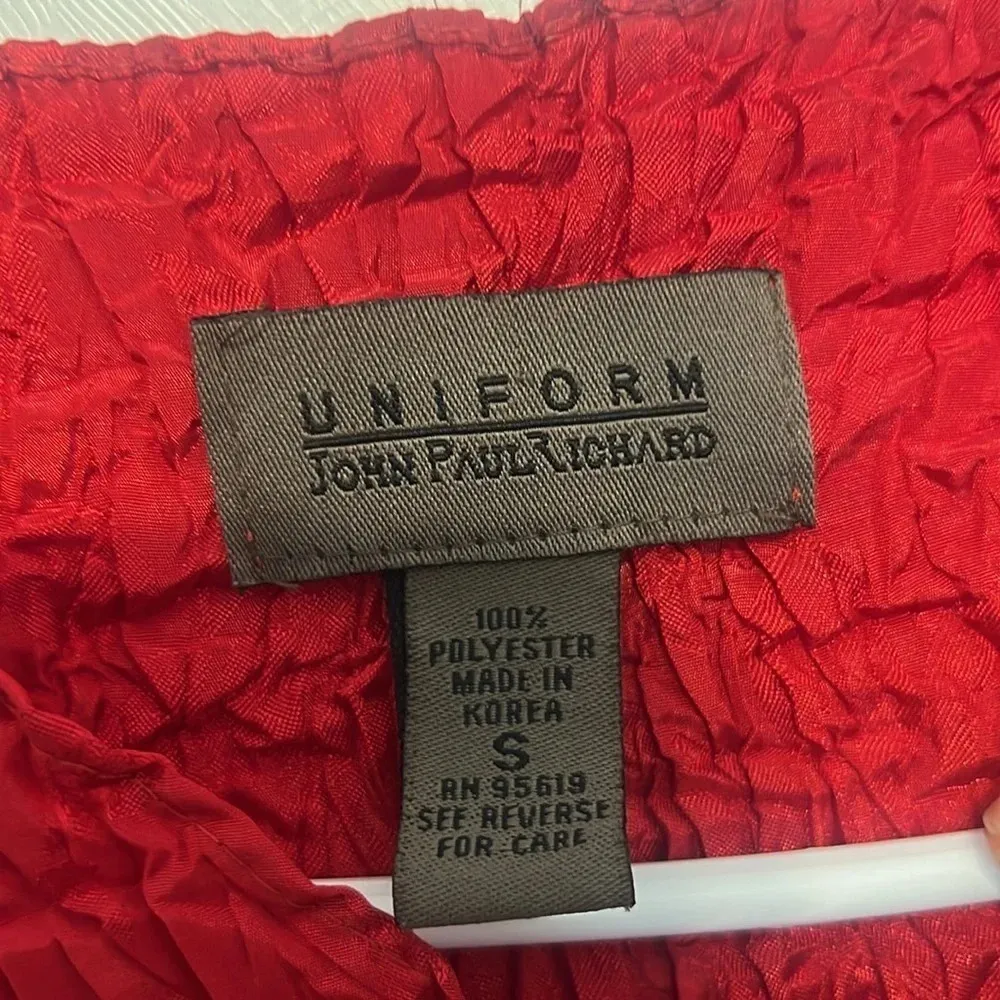 UNIFORM
JOHN PAUL RICHARD
100%
POLYESTER
MADE IN
KOREA
S
RN 95619
SEE REVERSE
FOR CARE